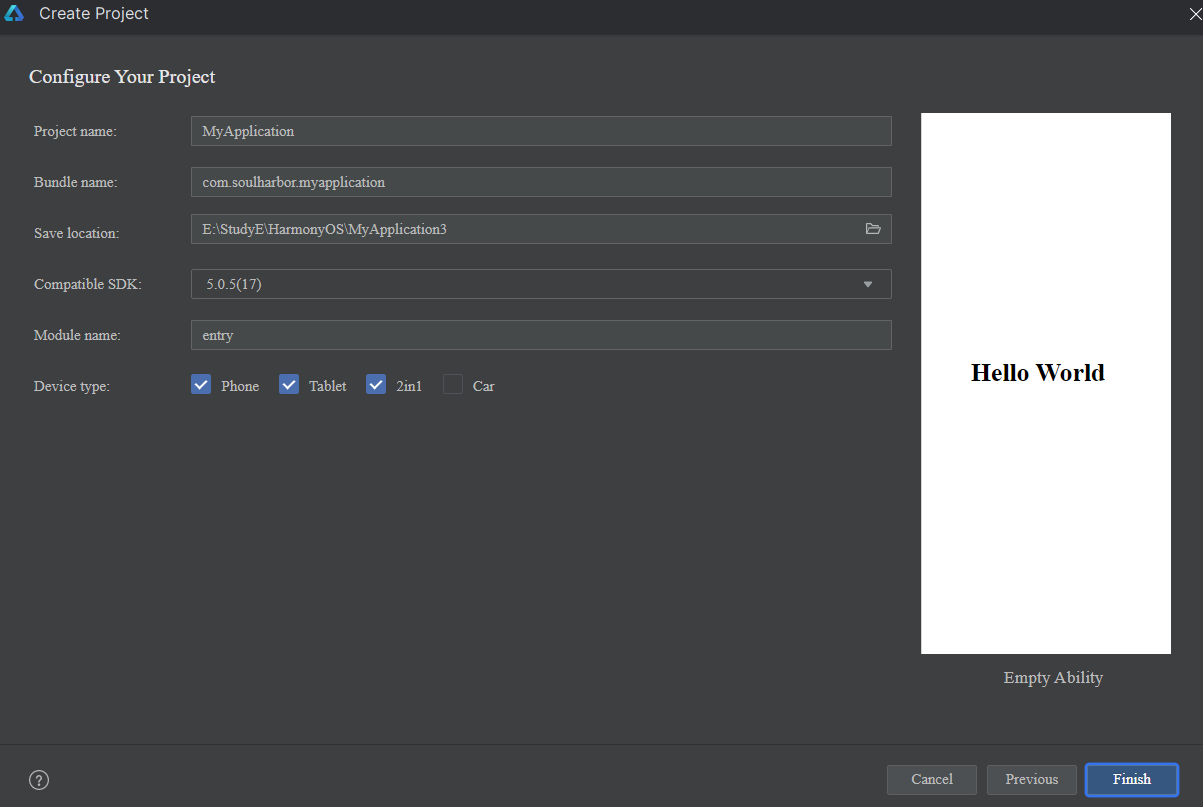 Create Project
Configure Your Project
Project name: MyApplication
Bundle name: com.soulharbor.myapplication
Save location: E:\StudyE\HarmonyOS\MyApplication3
Compatible SDK: 5.0.5(17)
Module name: entry
Device type: Phone Tablet 2in1 Car
Hello World
Empty Ability
?
Cancel Previous Finish